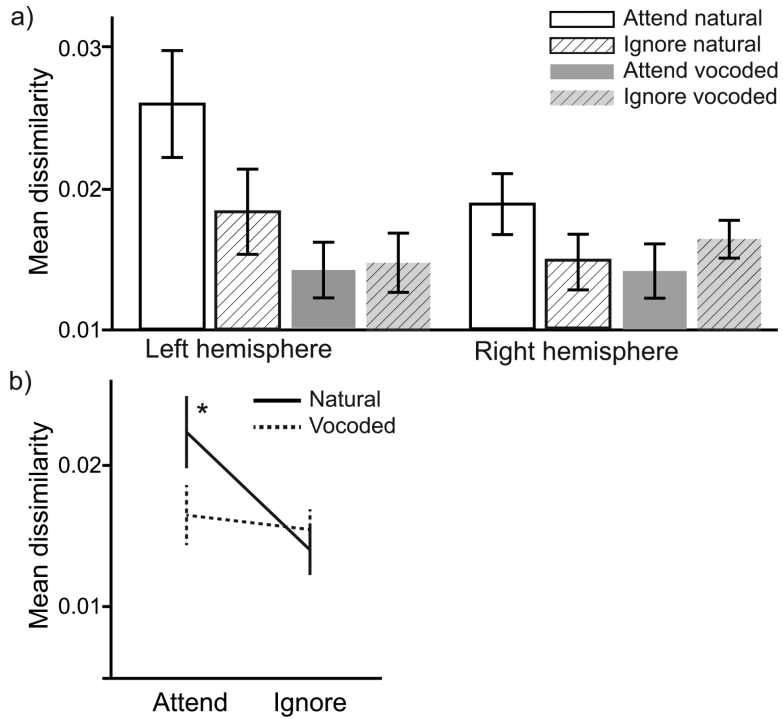 a)
Attend natural
Ignore natural
Attend vocoded
Ignore vocoded
Mean dissimilarity
0.03
0.02
0.01
Left hemisphere
Right hemisphere
b)
*
Natural
Vocoded
Mean dissimilarity
0.02
0.01
Attend
Ignore